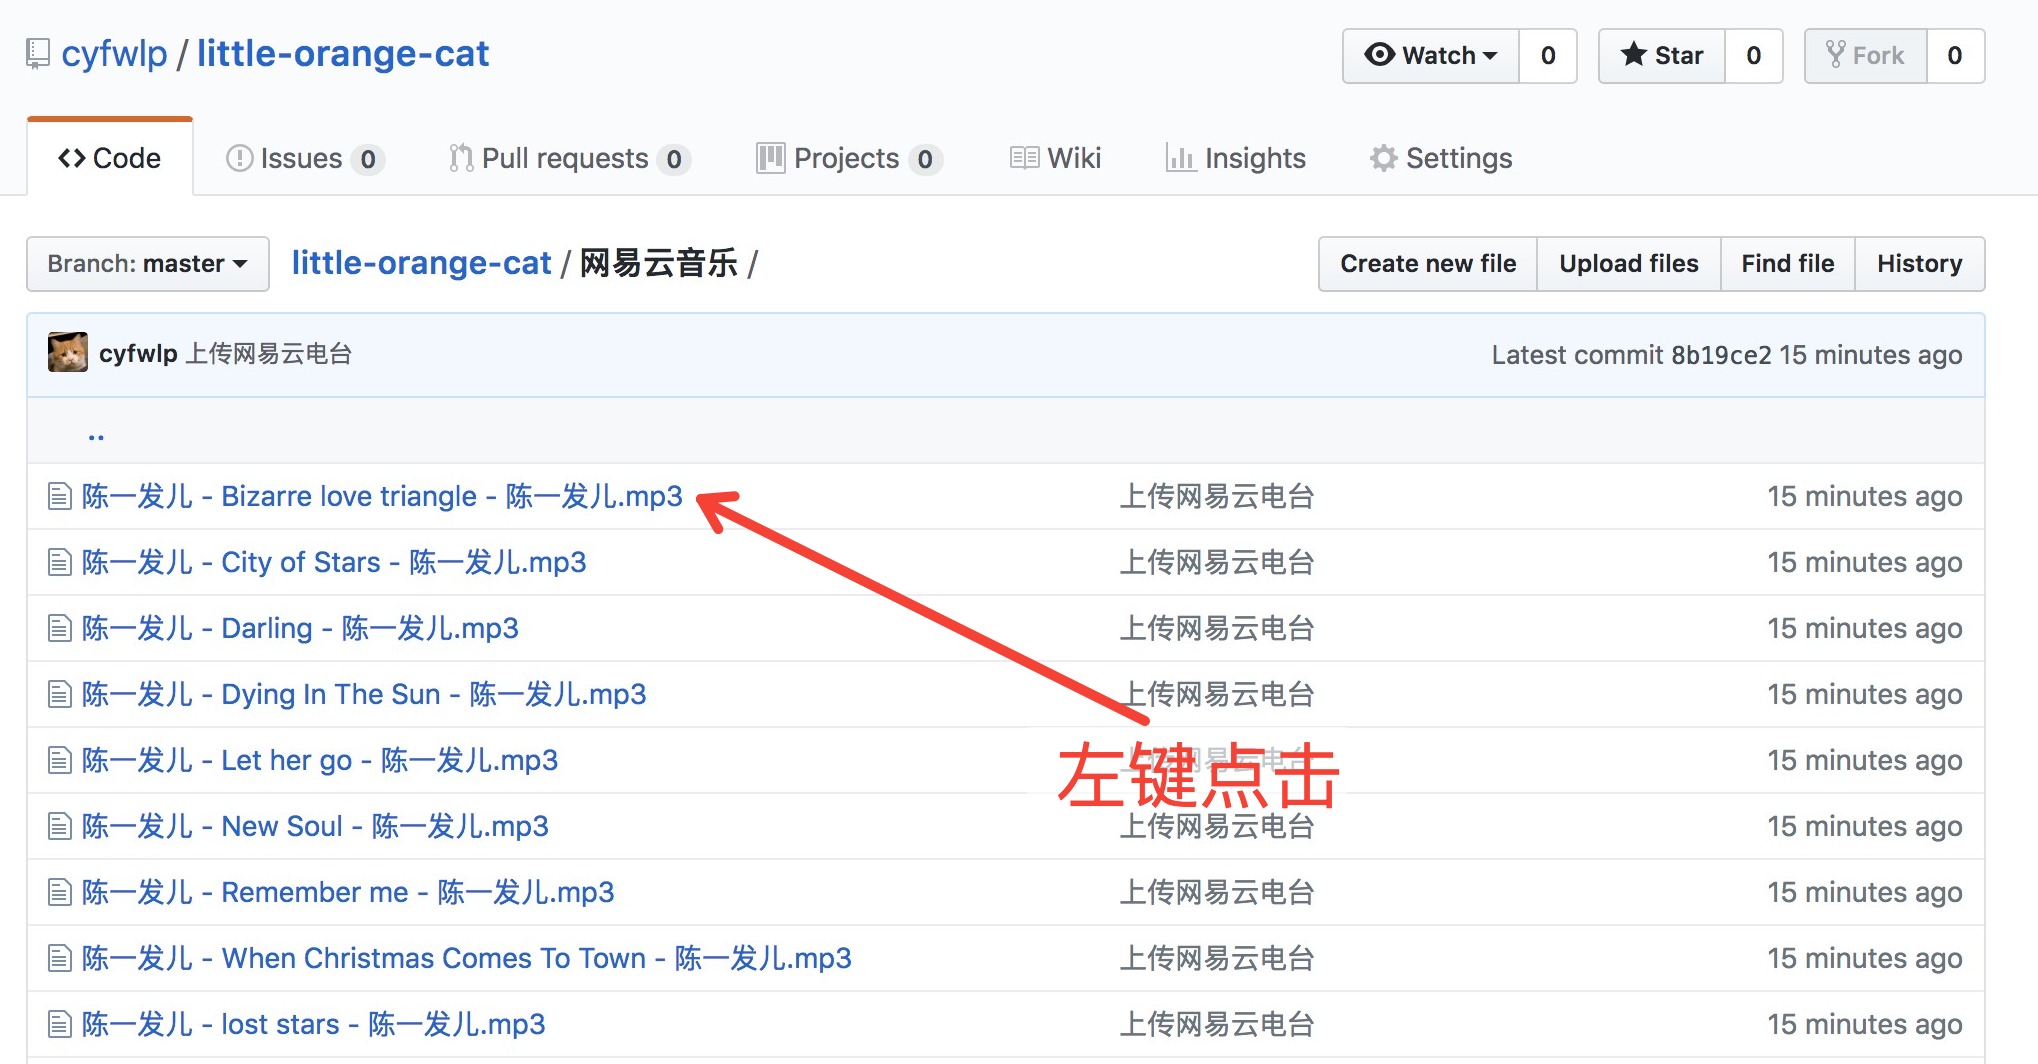 cyfwlp / little-orange-cat
Watch 0 Star 0 Fork 0
Code Issues 0 Pull requests 0 Projects 0 Wiki Insights Settings
Branch: master little-orange-cat / 网易云音乐 / Create new file Upload files Find file History
cyfwlp 上传网易云电台 Latest commit 8b19ce2 15 minutes ago
..
陈一发儿 - Bizarre love triangle - 陈一发儿.mp3 上传网易云电台 15 minutes ago
陈一发儿 - City of Stars - 陈一发儿.mp3 上传网易云电台 15 minutes ago
陈一发儿 - Darling - 陈一发儿.mp3 上传网易云电台 15 minutes ago
陈一发儿 - Dying In The Sun - 陈一发儿.mp3 上传网易云电台 15 minutes ago
陈一发儿 - Let her go - 陈一发儿.mp3 上传网易云电台 15 minutes ago
左键点击
陈一发儿 - New Soul - 陈一发儿.mp3 上传网易云电台 15 minutes ago
陈一发儿 - Remember me - 陈一发儿.mp3 上传网易云电台 15 minutes ago
陈一发儿 - When Christmas Comes To Town - 陈一发儿.mp3 上传网易云电台 15 minutes ago
陈一发儿 - lost stars - 陈一发儿.mp3 上传网易云电台 15 minutes ago